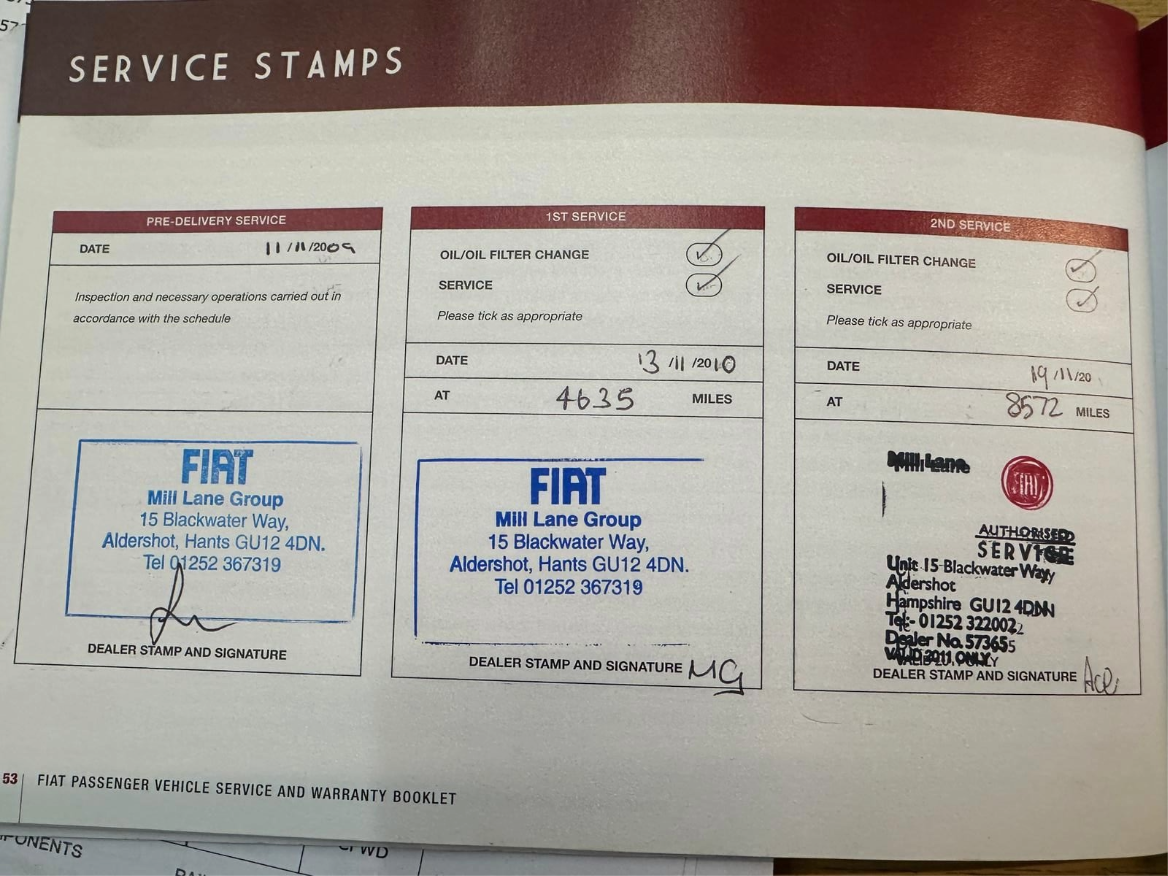 SERVICE STAMPS
PRE-DELIVERY SERVICE
DATE 11/11/2009
Inspection and necessary operations carried out in
accordance with the schedule
FIAT
Mill Lane Group
15 Blackwater Way,
Aldershot, Hants GU12 4DN.
Tel 01252 367319
DEALER STAMP AND SIGNATURE
1ST SERVICE
OIL/OIL FILTER CHANGE
SERVICE
Please tick as appropriate
DATE 13/11/2010
AT 4635 MILES
FIAT
Mill Lane Group
15 Blackwater Way,
Aldershot, Hants GU12 4DN.
Tel 01252 367319
DEALER STAMP AND SIGNATURE MG
2ND SERVICE
OIL/OIL FILTER CHANGE
SERVICE
Please tick as appropriate
DATE 19/11/20
AT 8572 MILES
Mill Lane
FIAT
AUTHORISED
SERVICE
Unit 15 Blackwater Way
Aldershot
Hampshire GU12 4DN
Tel:- 01252 322002
Dealer No. 57365
VALID 2011 ONLY
DEALER STAMP AND SIGNATURE
53 FIAT PASSENGER VEHICLE SERVICE AND WARRANTY BOOKLET